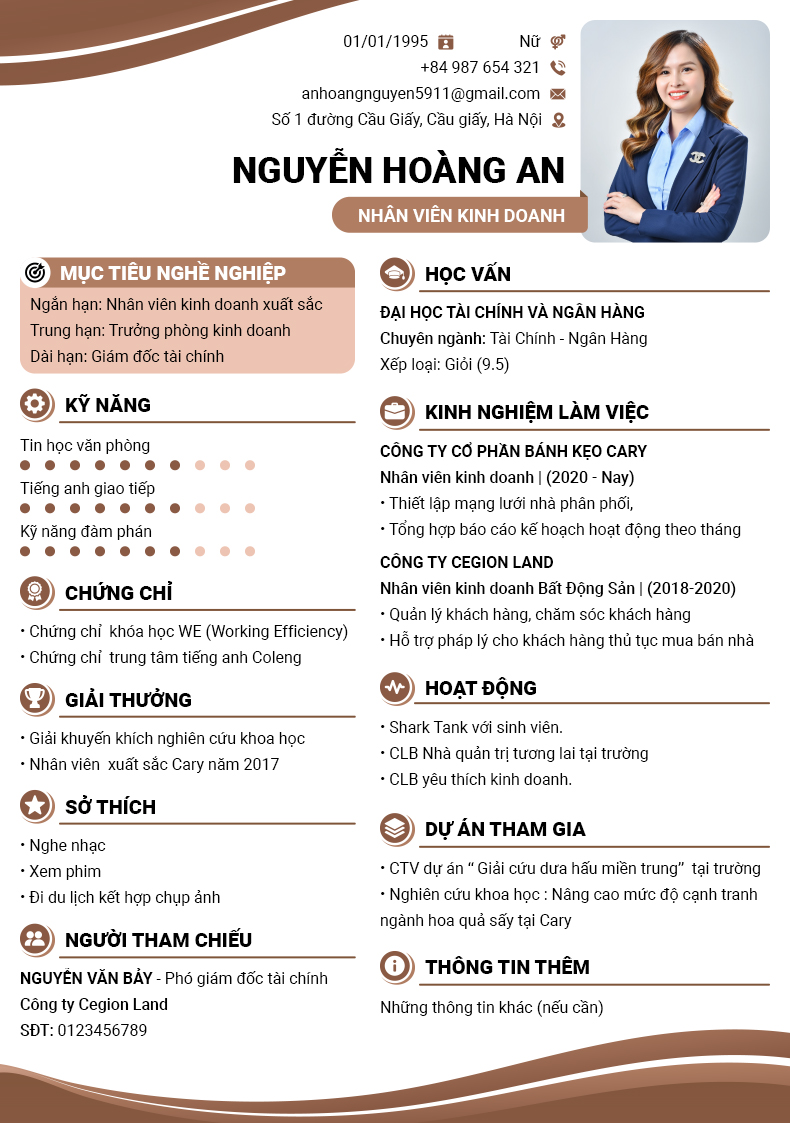 01/01/1995 Nữ
+84 987 654 321
anhoangnguyen5911@gmail.com
Số 1 đường Cầu Giấy, Cầu giấy, Hà Nội
NGUYỄN HOÀNG AN
NHÂN VIÊN KINH DOANH
MỤC TIÊU NGHỀ NGHIỆP
Ngắn hạn: Nhân viên kinh doanh xuất sắc
Trung hạn: Trưởng phòng kinh doanh
Dài hạn: Giám đốc tài chính
KỸ NĂNG
Tin học văn phòng
Tiếng anh giao tiếp
Kỹ năng đàm phán
CHỨNG CHỈ
• Chứng chỉ khóa học WE (Working Efficiency)
• Chứng chỉ trung tâm tiếng anh Coleng
GIẢI THƯỞNG
• Giải khuyến khích nghiên cứu khoa học
• Nhân viên xuất sắc Cary năm 2017
SỞ THÍCH
• Nghe nhạc
• Xem phim
• Đi du lịch kết hợp chụp ảnh
NGƯỜI THAM CHIẾU
NGUYỄN VĂN BẢY - Phó giám đốc tài chính
Công ty Cegion Land
SĐT: 0123456789
HỌC VẤN
ĐẠI HỌC TÀI CHÍNH VÀ NGÂN HÀNG
Chuyên ngành: Tài Chính - Ngân Hàng
Xếp loại: Giỏi (9.5)
KINH NGHIỆM LÀM VIỆC
CÔNG TY CỔ PHẦN BÁNH KẸO CARY
Nhân viên kinh doanh | (2020 - Nay)
• Thiết lập mạng lưới nhà phân phối,
• Tổng hợp báo cáo kế hoạch hoạt động theo tháng
CÔNG TY CEGION LAND
Nhân viên kinh doanh Bất Động Sản | (2018-2020)
• Quản lý khách hàng, chăm sóc khách hàng
• Hỗ trợ pháp lý cho khách hàng thủ tục mua bán nhà
HOẠT ĐỘNG
• Shark Tank với sinh viên.
• CLB Nhà quản trị tương lai tại trường
• CLB yêu thích kinh doanh.
DỰ ÁN THAM GIA
• CTV dự án “ Giải cứu dưa hấu miền trung” tại trường
• Nghiên cứu khoa học : Nâng cao mức độ cạnh tranh
ngành hoa quả sấy tại Cary
THÔNG TIN THÊM
Những thông tin khác (nếu cần)